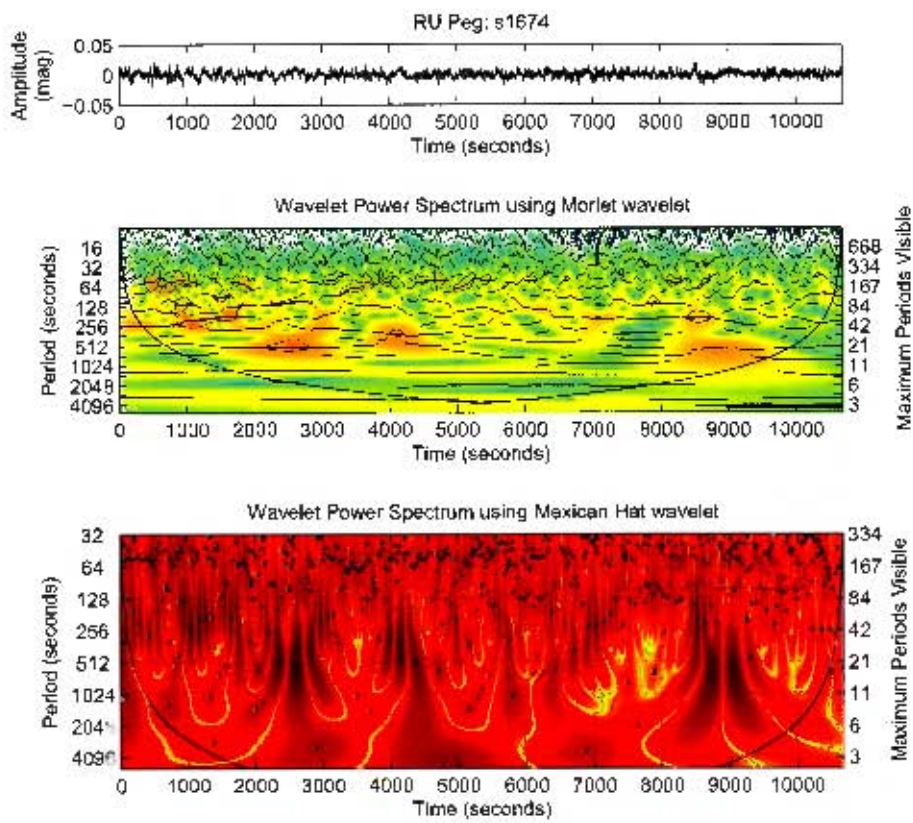 RU Peg: s1674
Amplitude (mag)
0.05
0
−0.05
0 1000 2000 3000 4000 5000 6000 7000 8000 9000 10000
Time (seconds)
Wavelet Power Spectrum using Morlet wavelet
Period (seconds)
16 668
32 334
64 167
128 84
256 42
512 21
1024 11
2048 6
4096 3
Maximum Periods Visible
0 1000 2000 3000 4000 5000 6000 7000 8000 9000 10000
Time (seconds)
Wavelet Power Spectrum using Mexican Hat wavelet
Period (seconds)
32 334
64 167
128 84
256 42
512 21
1024 11
204 6
4096 3
Maximum Periods Visible
0 1000 2000 3000 4000 5000 6000 7000 8000 9000 10000
Time (seconds)